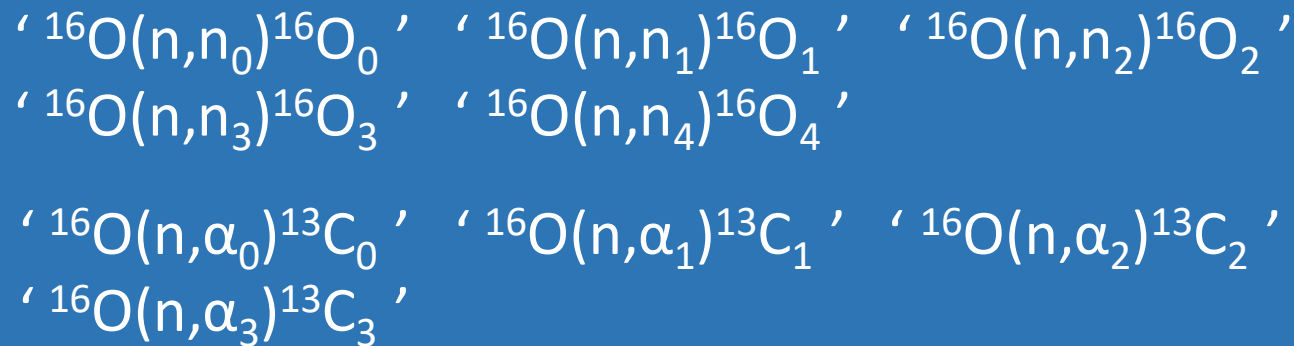 ‘ ¹⁶O(n,n₀)¹⁶O₀ ’ ‘ ¹⁶O(n,n₁)¹⁶O₁ ’ ‘ ¹⁶O(n,n₂)¹⁶O₂ ’
‘ ¹⁶O(n,n₃)¹⁶O₃ ’ ‘ ¹⁶O(n,n₄)¹⁶O₄ ’
‘ ¹⁶O(n,α₀)¹³C₀ ’ ‘ ¹⁶O(n,α₁)¹³C₁ ’ ‘ ¹⁶O(n,α₂)¹³C₂ ’
‘ ¹⁶O(n,α₃)¹³C₃ ’